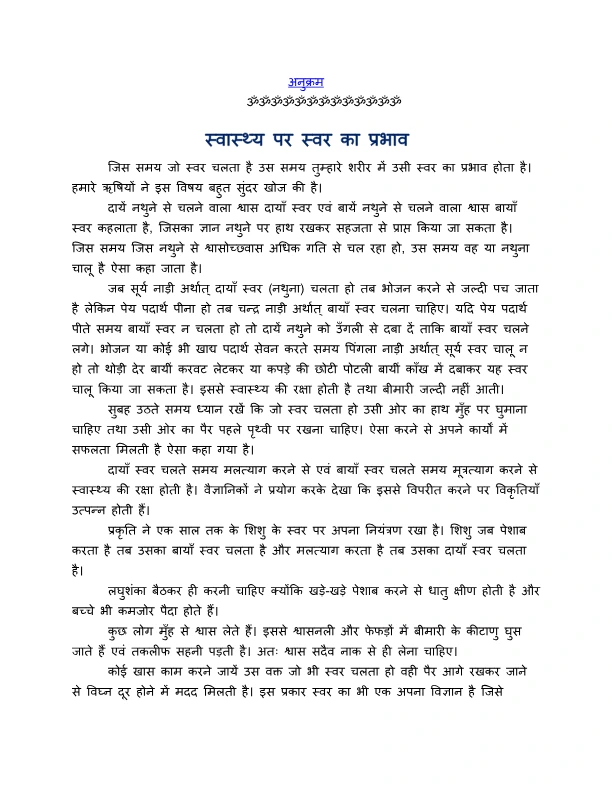 अनुक्रम
ॐॐॐॐॐॐॐॐॐॐॐॐॐ
स्वास्थ्य पर स्वर का प्रभाव
जिस समय जो स्वर चलता है उस समय तुम्हारे शरीर में उसी स्वर का प्रभाव होता है।
हमारे ऋषियों ने इस विषय बहुत सुंदर खोज की है।
दायें नथुने से चलने वाला श्वास दायाँ स्वर एवं बायें नथुने से चलने वाला श्वास बायाँ
स्वर कहलाता है, जिसका ज्ञान नथुने पर हाथ रखकर सहजता से प्राप्त किया जा सकता है।
जिस समय जिस नथुने से श्वासोच्छ्वास अधिक गति से चल रहा हो, उस समय वह या नथुना
चालू है ऐसा कहा जाता है।
जब सूर्य नाड़ी अर्थात् दायाँ स्वर (नथुना) चलता हो तब भोजन करने से जल्दी पच जाता
है लेकिन पेय पदार्थ पीना हो तब चन्द्र नाड़ी अर्थात् बायाँ स्वर चलना चाहिए। यदि पेय पदार्थ
पीते समय बायाँ स्वर न चलता हो तो दायें नथुने को उँगली से दबा दें ताकि बायाँ स्वर चलने
लगे। भोजन या कोई भी खाद्य पदार्थ सेवन करते समय पिंगला नाड़ी अर्थात् सूर्य स्वर चालू न
हो तो थोड़ी देर बायीं करवट लेटकर या कपड़े की छोटी पोटली बायीं काँख में दबाकर यह स्वर
चालू किया जा सकता है। इससे स्वास्थ्य की रक्षा होती है तथा बीमारी जल्दी नहीं आती।
सुबह उठते समय ध्यान रखें कि जो स्वर चलता हो उसी ओर का हाथ मुँह पर घुमाना
चाहिए तथा उसी ओर का पैर पहले पृथ्वी पर रखना चाहिए। ऐसा करने से अपने कार्यों में
सफलता मिलती है ऐसा कहा गया है।
दायाँ स्वर चलते समय मलत्याग करने से एवं बायाँ स्वर चलते समय मूत्रत्याग करने से
स्वास्थ्य की रक्षा होती है। वैज्ञानिकों ने प्रयोग करके देखा कि इससे विपरीत करने पर विकृतियाँ
उत्पन्न होती हैं।
प्रकृति ने एक साल तक के शिशु के स्वर पर अपना नियंत्रण रखा है। शिशु जब पेशाब
करता है तब उसका बायाँ स्वर चलता है और मलत्याग करता है तब उसका दायाँ स्वर चलता
है।
लघुशंका बैठकर ही करनी चाहिए क्योंकि खड़े-खड़े पेशाब करने से धातु क्षीण होती है और
बच्चे भी कमजोर पैदा होते हैं।
कुछ लोग मुँह से श्वास लेते हैं। इससे श्वासनली और फेफड़ों में बीमारी के कीटाणु घुस
जाते हैं एवं तकलीफ सहनी पड़ती है। अतः श्वास सदैव नाक से ही लेना चाहिए।
कोई खास काम करने जायें उस वक्त जो भी स्वर चलता हो वही पैर आगे रखकर जाने
से विघ्न दूर होने में मदद मिलती है। इस प्रकार स्वर का भी एक अपना विज्ञान है जिसे